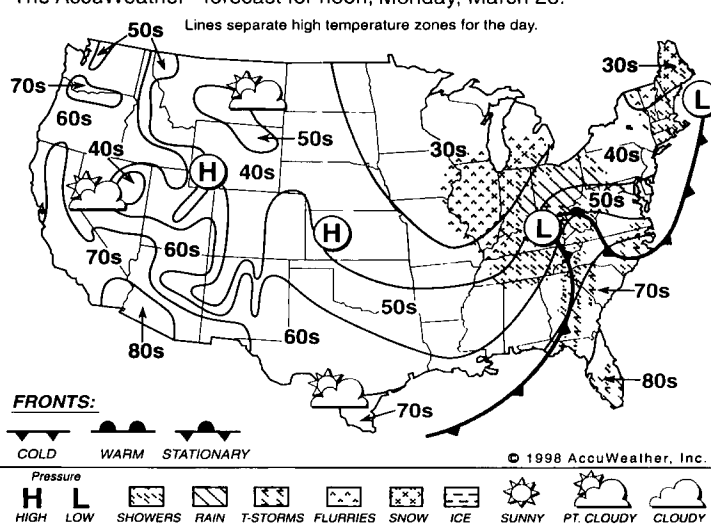 The AccuWeather® forecast for noon, Monday, March
Lines separate high temperature zones for the day.
50s
30s
70s
L
60s
50s
40s
H
40s
30s
40s
50s
H
L
70s
60s
50s
70s
80s
60s
80s
70s
FRONTS:
COLD WARM STATIONARY
© 1998 AccuWeather, Inc.
Pressure
H L
HIGH LOW SHOWERS RAIN T-STORMS FLURRIES SNOW ICE SUNNY PT. CLOUDY CLOUDY